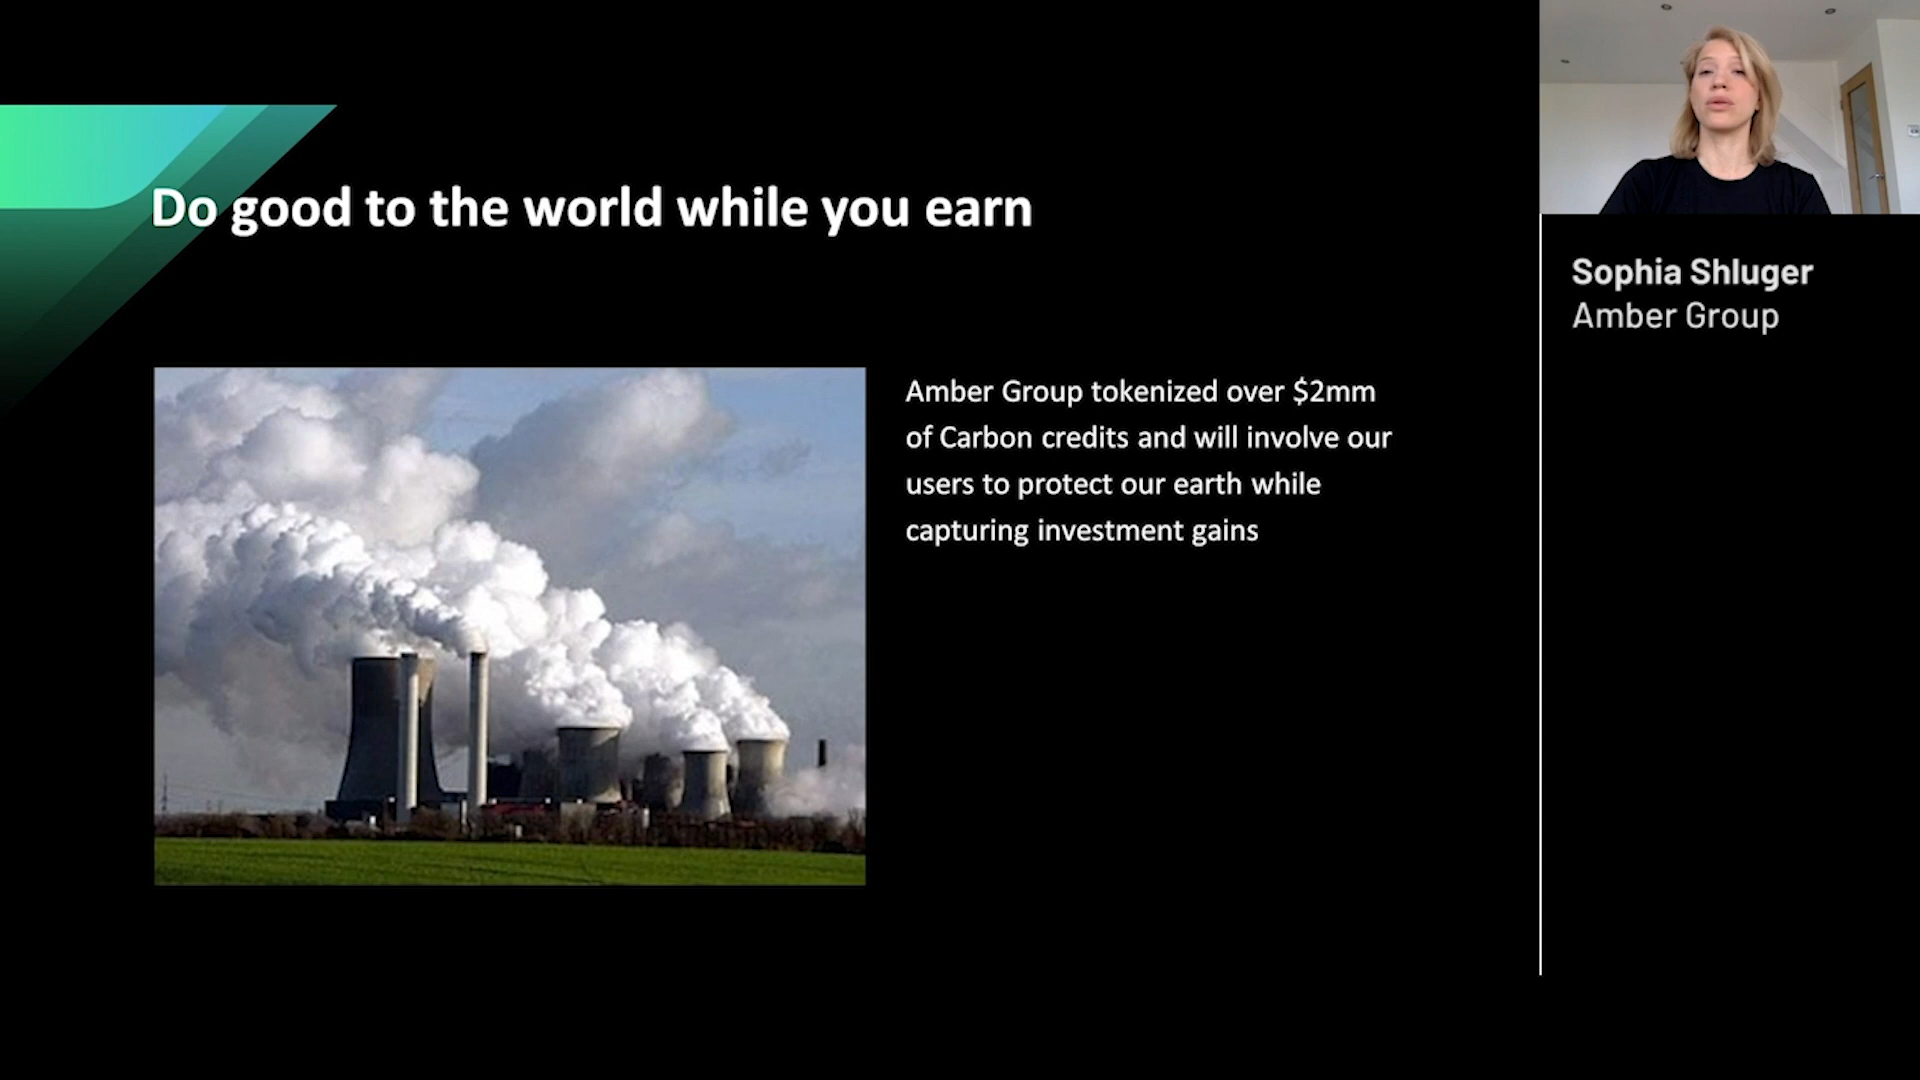 Do good to the world while you earn
Amber Group tokenized over $2mm
of Carbon credits and will involve our
users to protect our earth while
capturing investment gains
Sophia Shluger
Amber Group